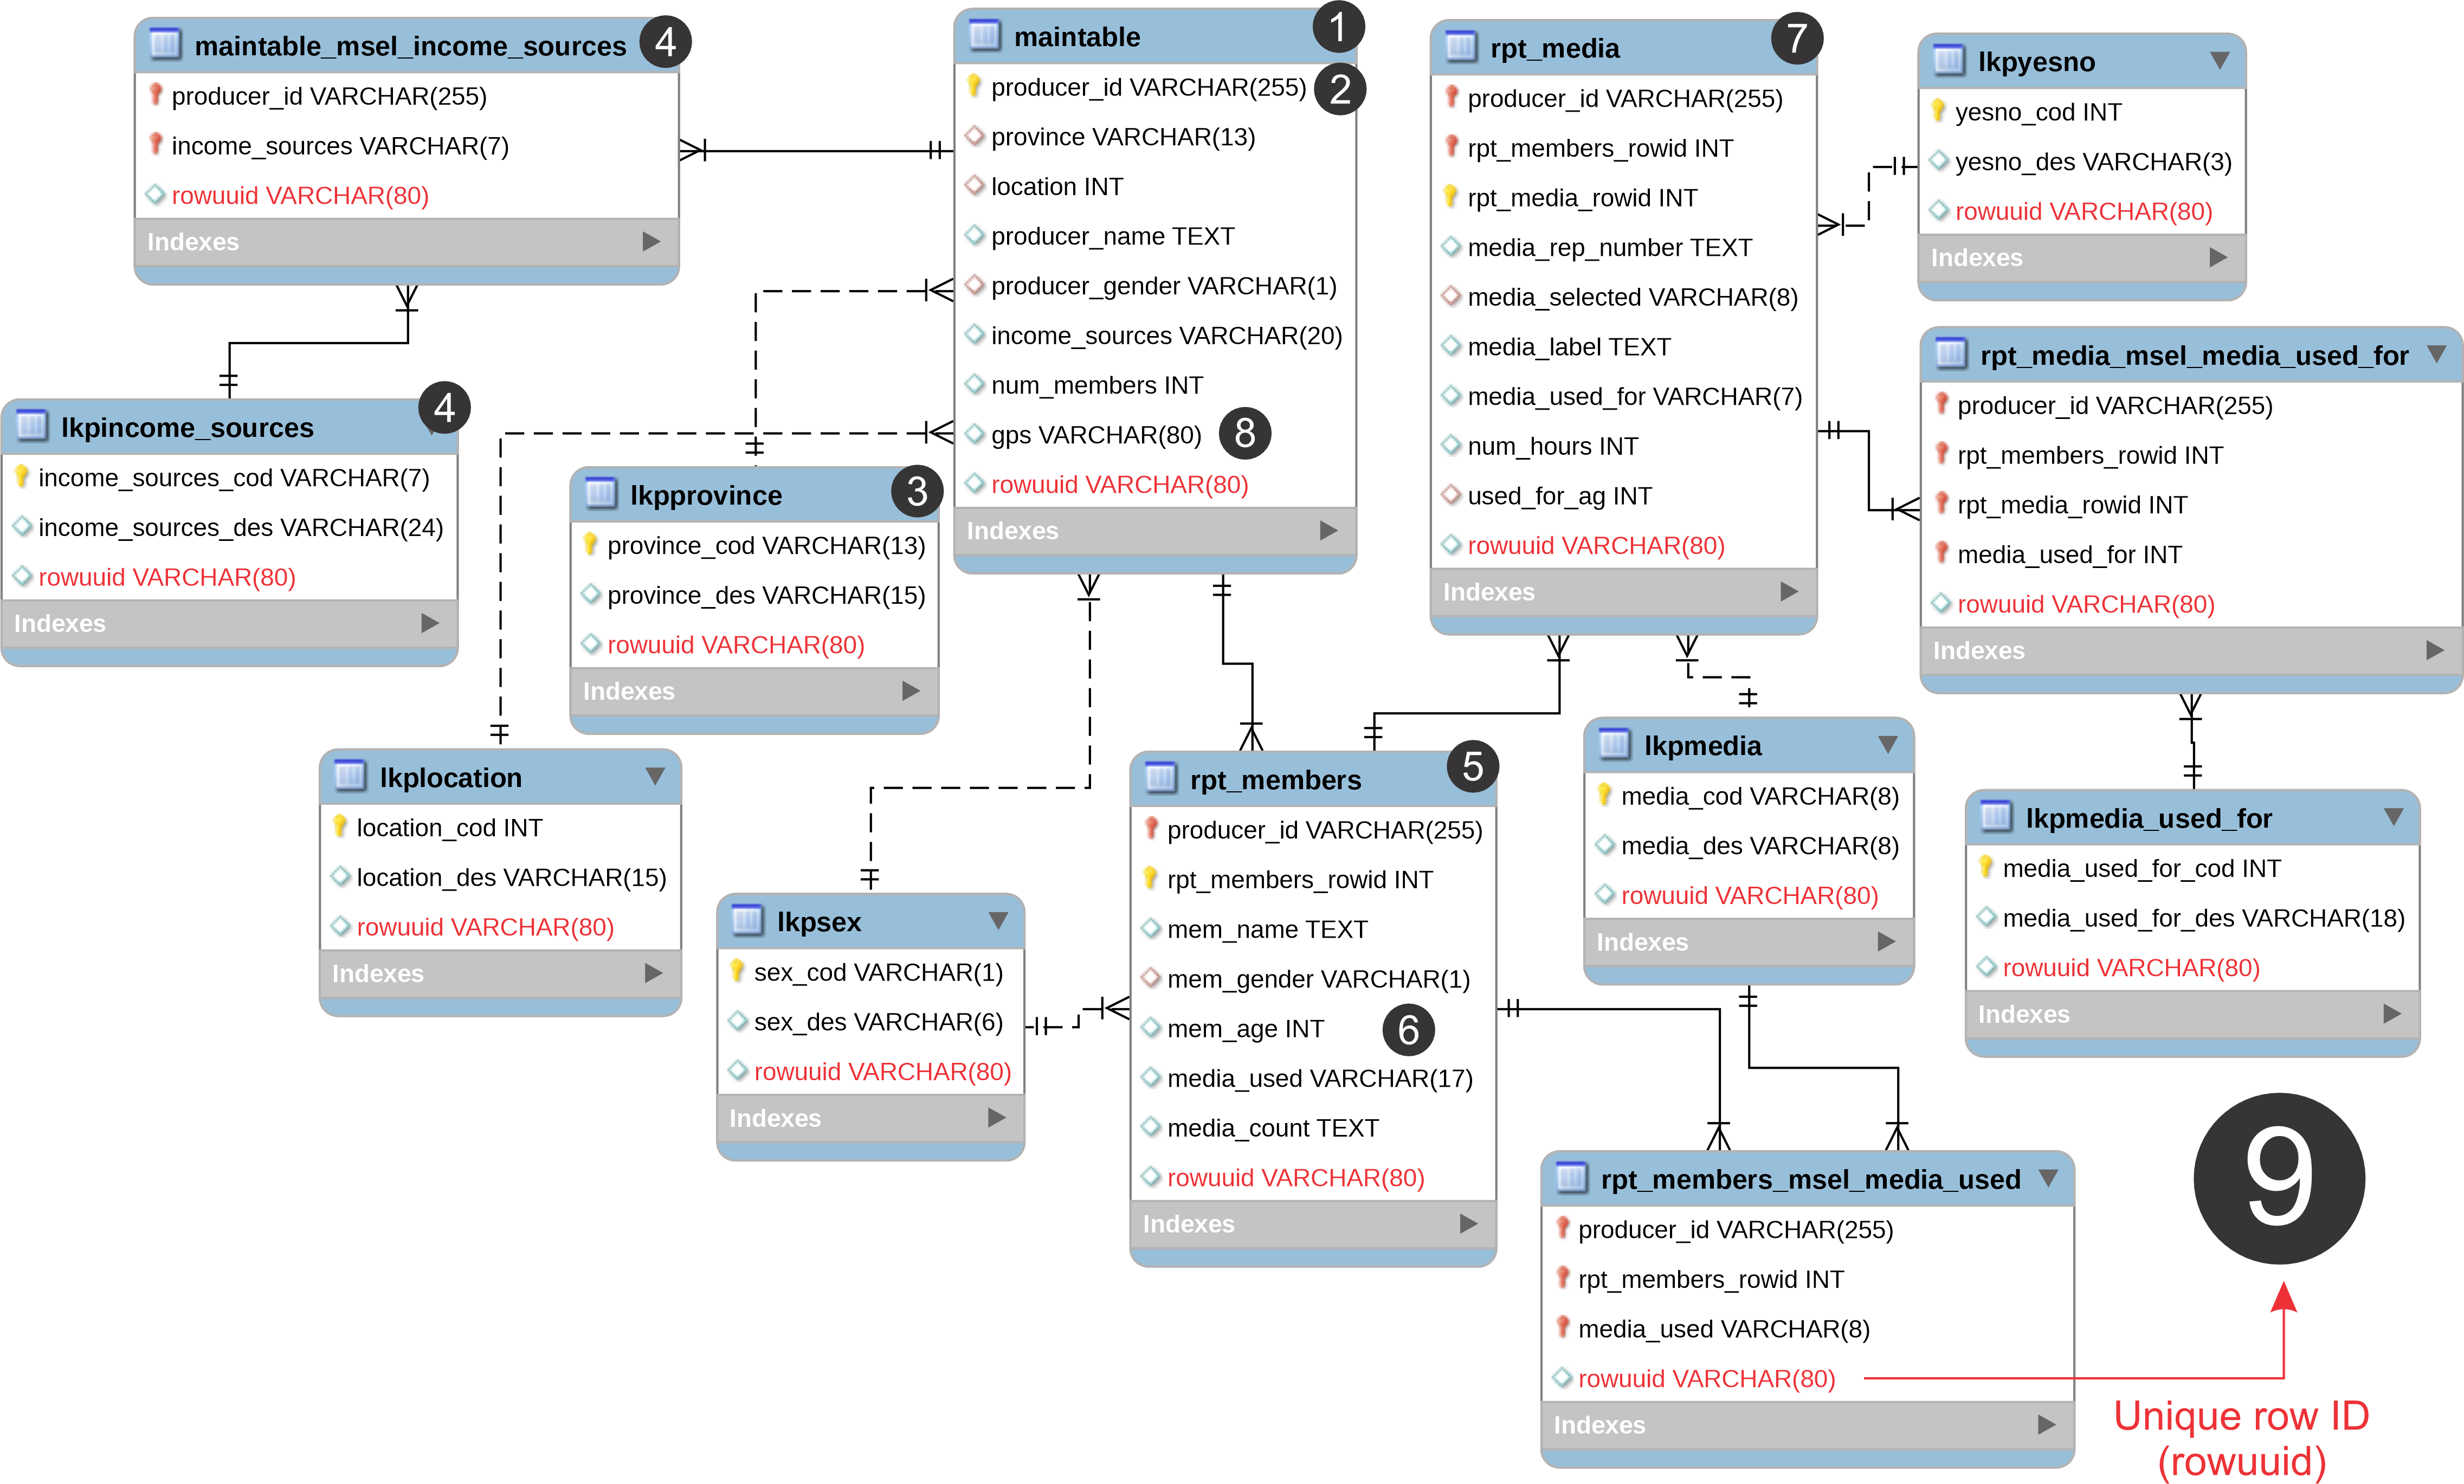 maintable_msel_income_sources
4
producer_id VARCHAR(255)
income_sources VARCHAR(7)
rowuuid VARCHAR(80)
Indexes
maintable
1
producer_id VARCHAR(255)
2
province VARCHAR(13)
location INT
producer_name TEXT
producer_gender VARCHAR(1)
income_sources VARCHAR(20)
num_members INT
gps VARCHAR(80)
8
rowuuid VARCHAR(80)
Indexes
rpt_media
7
producer_id VARCHAR(255)
rpt_members_rowid INT
rpt_media_rowid INT
media_rep_number TEXT
media_selected VARCHAR(8)
media_label TEXT
media_used_for VARCHAR(7)
num_hours INT
used_for_ag INT
rowuuid VARCHAR(80)
Indexes
lkpyesno
yesno_cod INT
yesno_des VARCHAR(3)
rowuuid VARCHAR(80)
Indexes
rpt_media_msel_media_used_for
producer_id VARCHAR(255)
rpt_members_rowid INT
rpt_media_rowid INT
media_used_for INT
rowuuid VARCHAR(80)
Indexes
lkpincome_sources
4
income_sources_cod VARCHAR(7)
income_sources_des VARCHAR(24)
rowuuid VARCHAR(80)
Indexes
lkpprovince
3
province_cod VARCHAR(13)
province_des VARCHAR(15)
rowuuid VARCHAR(80)
Indexes
lkplocation
location_cod INT
location_des VARCHAR(15)
rowuuid VARCHAR(80)
Indexes
lkpsex
sex_cod VARCHAR(1)
sex_des VARCHAR(6)
rowuuid VARCHAR(80)
Indexes
rpt_members
5
producer_id VARCHAR(255)
rpt_members_rowid INT
mem_name TEXT
mem_gender VARCHAR(1)
mem_age INT
6
media_used VARCHAR(17)
media_count TEXT
rowuuid VARCHAR(80)
Indexes
lkpmedia
media_cod VARCHAR(8)
media_des VARCHAR(8)
rowuuid VARCHAR(80)
Indexes
lkpmedia_used_for
media_used_for_cod INT
media_used_for_des VARCHAR(18)
rowuuid VARCHAR(80)
Indexes
rpt_members_msel_media_used
producer_id VARCHAR(255)
rpt_members_rowid INT
media_used VARCHAR(8)
rowuuid VARCHAR(80)
Indexes
9
Unique row ID
(rowuuid)